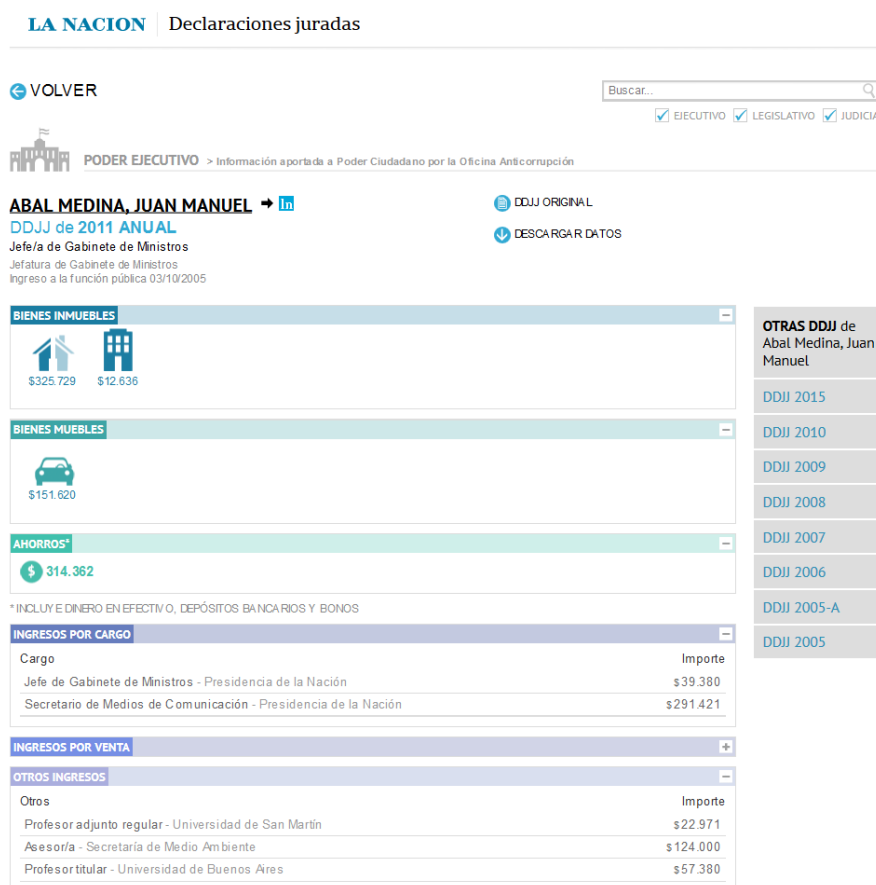 LA NACION Declaraciones juradas
VOLVER
Buscar...
EJECUTIVO LEGISLATIVO JUDICIA
PODER EJECUTIVO > Información aportada a Poder Ciudadano por la Oficina Anticorrupción
ABAL MEDINA, JUAN MANUEL In
DDJJ de 2011 ANUAL
Jefe/a de Gabinete de Ministros
Jefatura de Gabinete de Ministros
Ingreso a la función pública 03/10/2005
DDJJ ORIGINAL
DESCARGAR DATOS
BIENES INMUEBLES
$325.729 $12.636
BIENES MUEBLES
$151.620
AHORROS*
$ 314.362
* INCLUYE DINERO EN EFECTIVO, DEPÓSITOS BANCARIOS Y BONOS
INGRESOS POR CARGO
Cargo Importe
Jefe de Gabinete de Ministros - Presidencia de la Nación $39.380
Secretario de Medios de Comunicación - Presidencia de la Nación $291.421
INGRESOS POR VENTA
OTROS INGRESOS
Otros Importe
Profesor adjunto regular - Universidad de San Martín $22.971
Asesor/a - Secretaría de Medio Ambiente $124.000
Profesor titular - Universidad de Buenos Aires $57.380
OTRAS DDJJ de
Abal Medina, Juan
Manuel
DDJJ 2015
DDJJ 2010
DDJJ 2009
DDJJ 2008
DDJJ 2007
DDJJ 2006
DDJJ 2005-A
DDJJ 2005